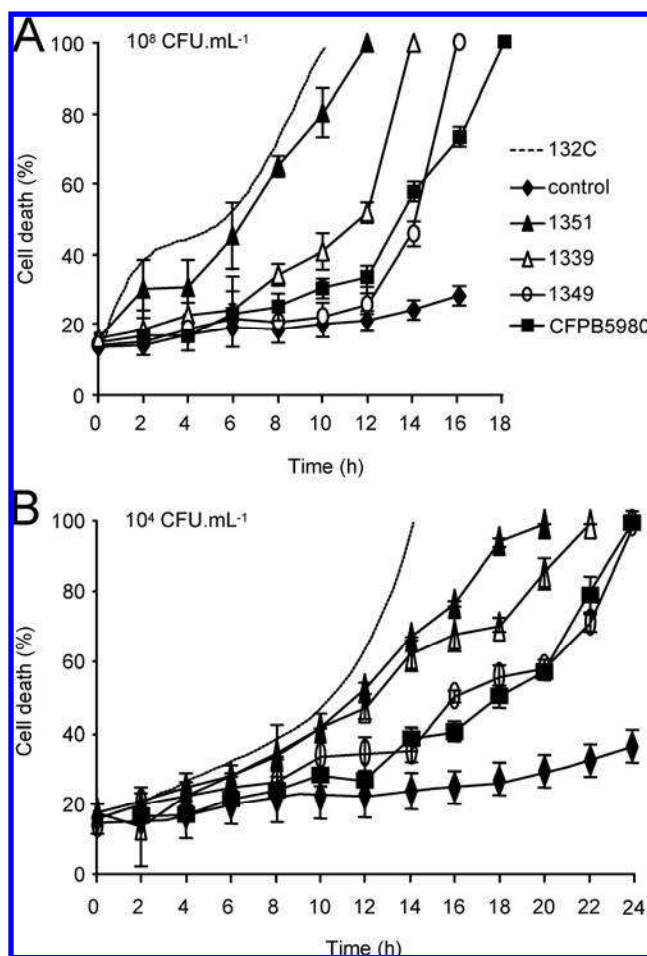 A
10⁸ CFU.mL⁻¹
100
80
60
40
20
0
Cell death (%)
0 2 4 6 8 10 12 14 16 18
Time (h)
132C
control
1351
1339
1349
CFPB5980
B
10⁴ CFU.mL⁻¹
100
80
60
40
20
0
Cell death (%)
0 2 4 6 8 10 12 14 16 18 20 22 24
Time (h)